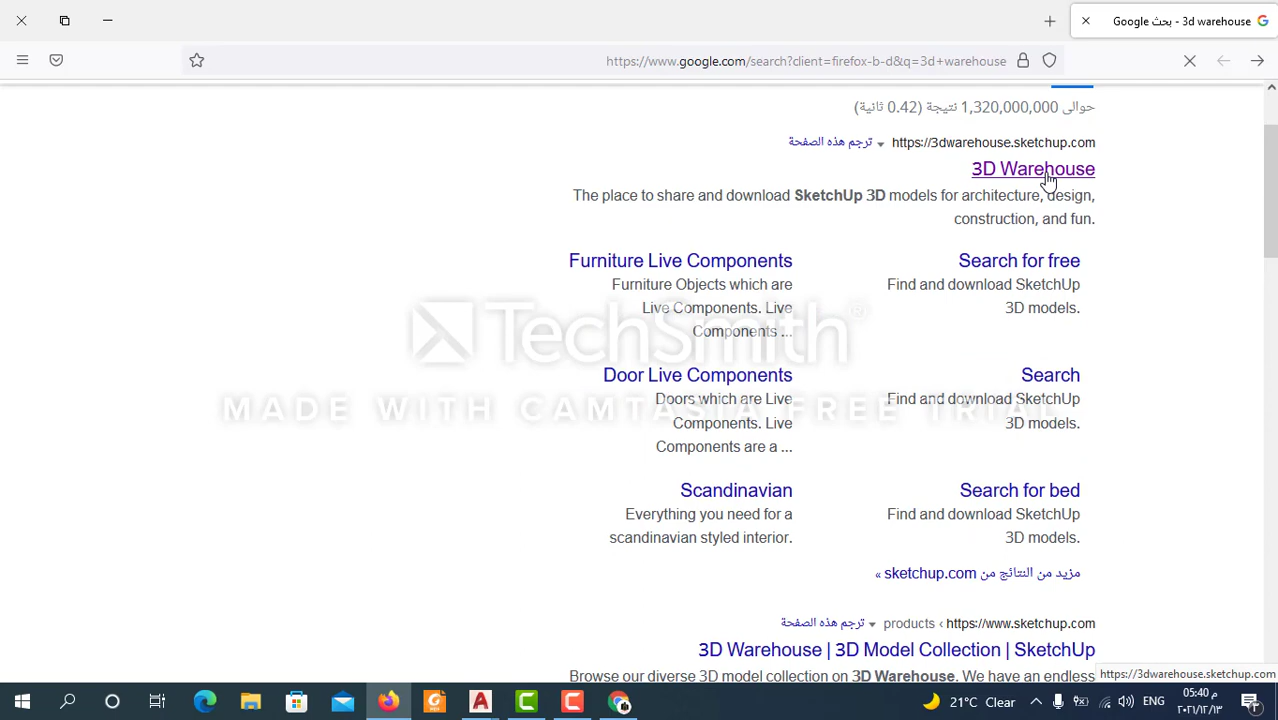 3d warehouse - بحث Google
https://www.google.com/search?client=firefox-b-d&q=3d+warehouse
حوالى 1,320,000,000 نتيجة (0.42 ثانية)
https://3dwarehouse.sketchup.com ترجم هذه الصفحة
3D Warehouse
The place to share and download SketchUp 3D models for architecture, design,
construction, and fun.
Search for free
Find and download SketchUp
3D models.
Furniture Live Components
Furniture Objects which are
Live Components. Live
Components ...
Search
Find and download SketchUp
3D models.
Door Live Components
Doors which are Live
Components. Live
Components are a ...
Search for bed
Find and download SketchUp
3D models.
Scandinavian
Everything you need for a
scandinavian styled interior.
مزيد من النتائج من sketchup.com »
https://www.sketchup.com › products ترجم هذه الصفحة
3D Warehouse | 3D Model Collection | SketchUp
Browse our diverse 3D model collection on 3D Warehouse. We have an endless
https://3dwarehouse.sketchup.com
TechSmith®
MADE WITH CAMTASIA FREE TRIAL
21°C Clear
ENG
05:40 م
٢٠٢١/١٢/١٣